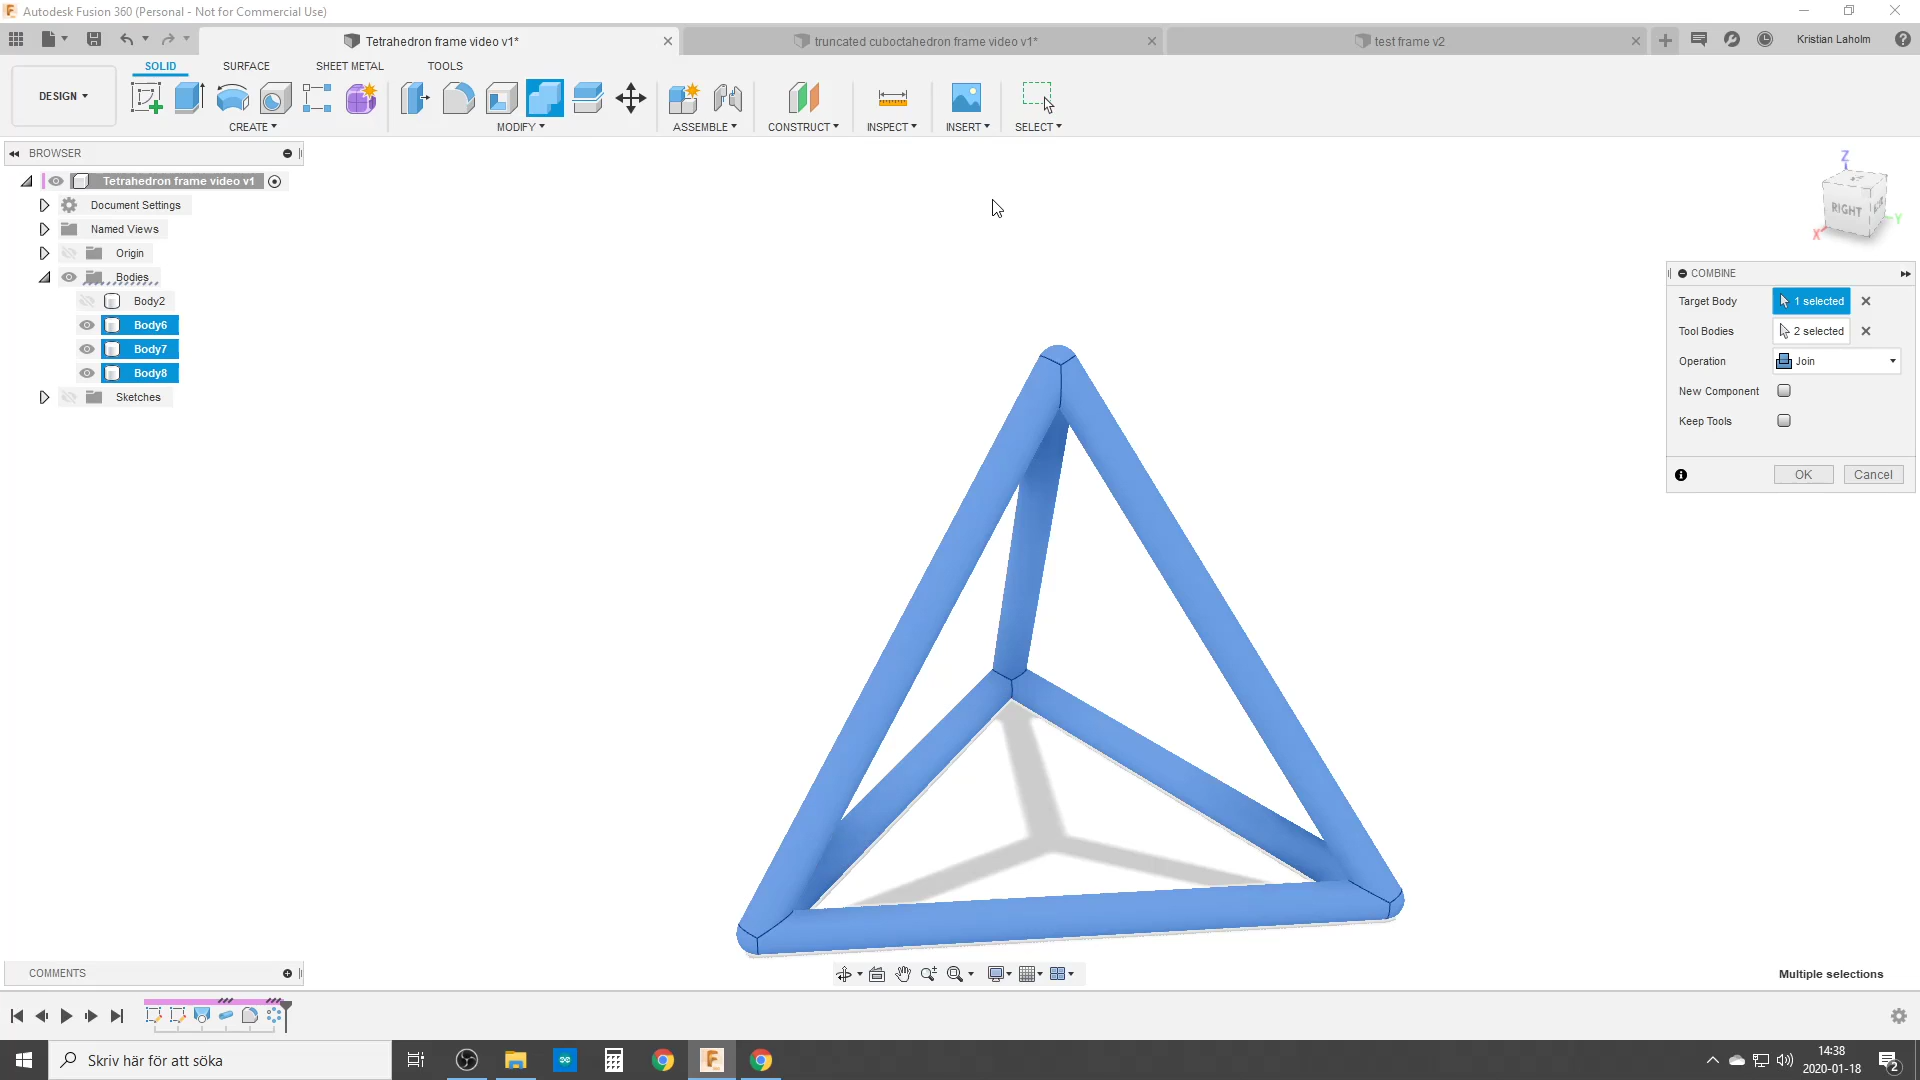 Autodesk Fusion 360 (Personal - Not for Commercial Use)
Tetrahedron frame video v1*
truncated cuboctahedron frame video v1*
test frame v2
Kristian Laholm
SOLID
SURFACE
SHEET METAL
TOOLS
DESIGN
CREATE
MODIFY
ASSEMBLE
CONSTRUCT
INSPECT
INSERT
SELECT
BROWSER
Tetrahedron frame video v1
Document Settings
Named Views
Origin
Bodies
Body2
Body6
Body7
Body8
Sketches
Z
RIGHT
Y
X
COMBINE
Target Body
1 selected
Tool Bodies
2 selected
Operation
Join
New Component
Keep Tools
OK
Cancel
COMMENTS
Multiple selections
Skriv här för att söka
14:38
2020-01-18
2